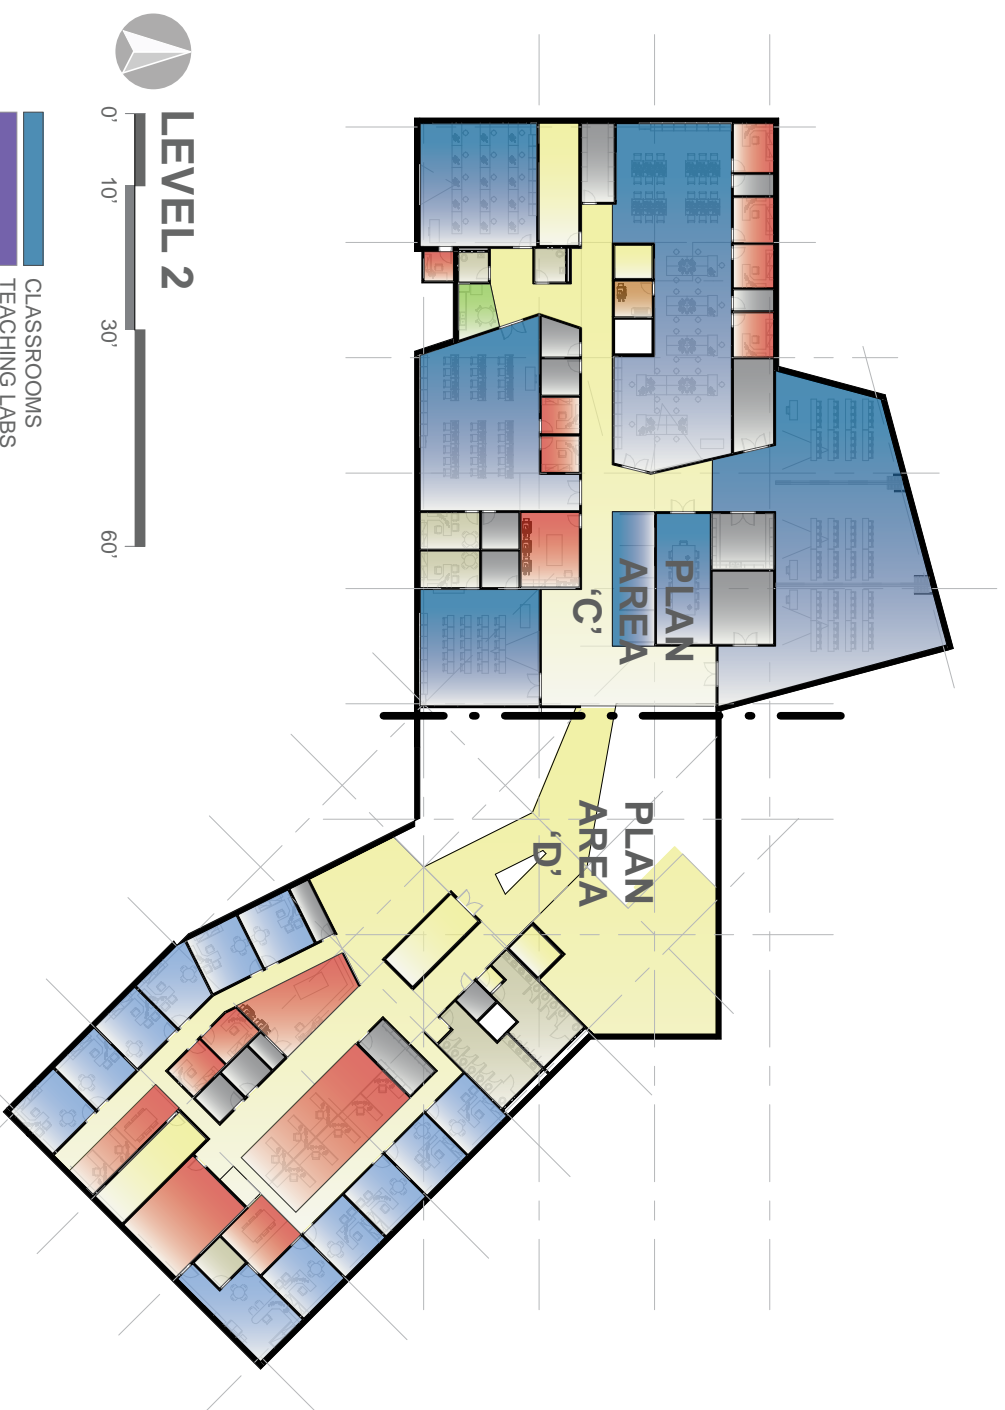 LEVEL 2
0' 10' 30' 60'
CLASSROOMS
TEACHING LABS
PLAN
AREA
‘C’
PLAN
AREA
‘D’